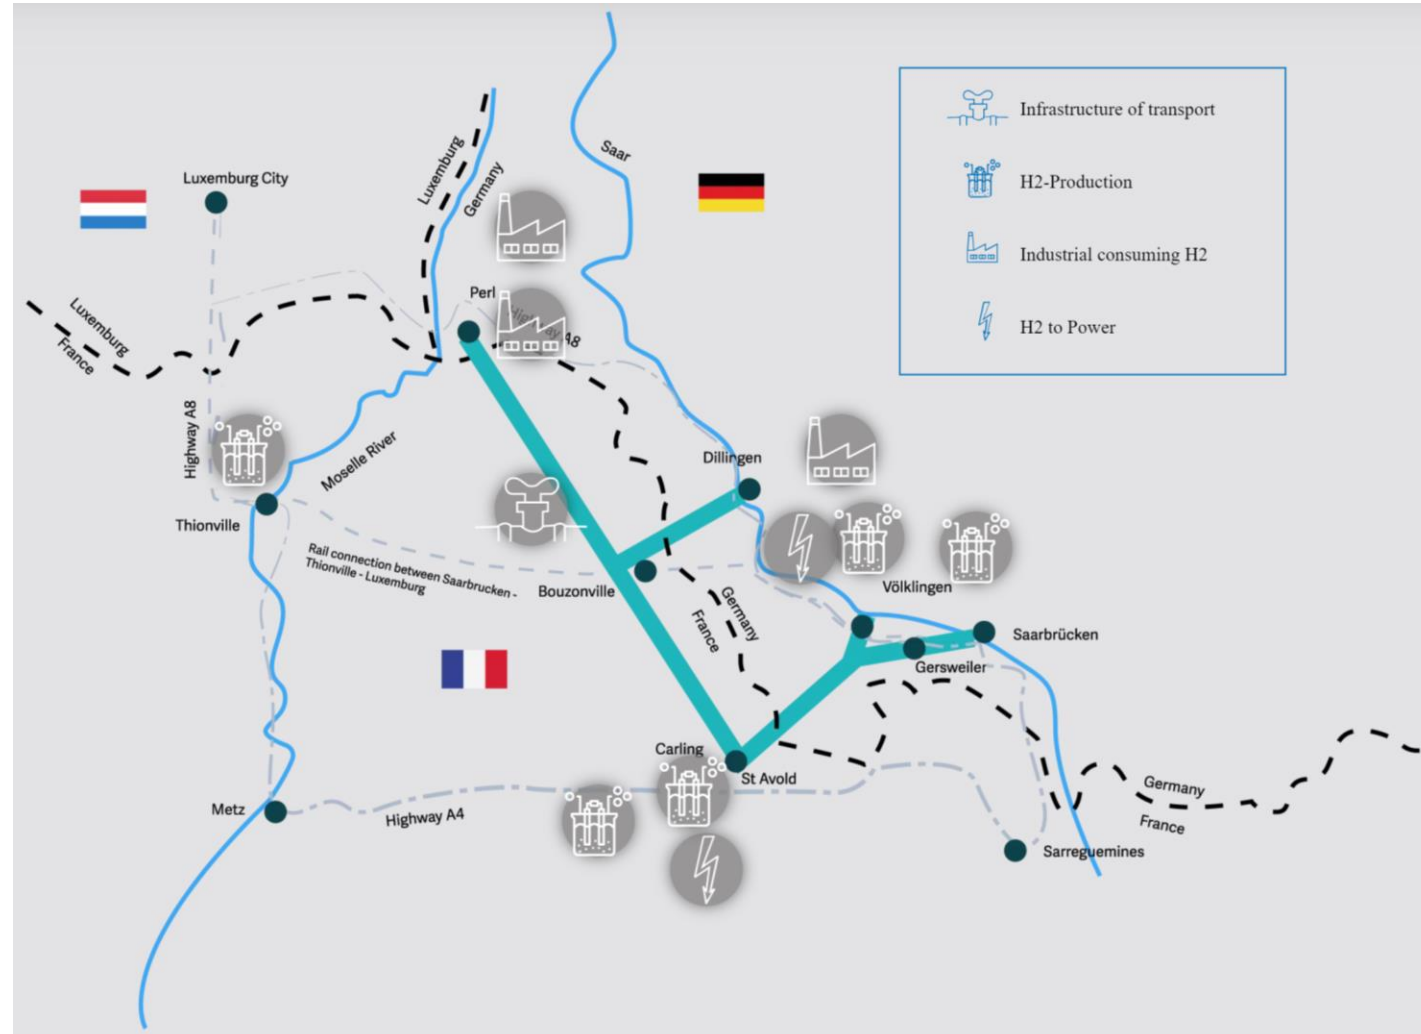 Infrastructure of transport
H2-Production
Industrial consuming H2
H2 to Power
Luxemburg City
Luxemburg
Germany
Saar
Perl
Highway A8
Luxemburg
France
Highway A8
Moselle River
Thionville
Rail connection between Saarbrucken -
Thionville - Luxemburg
Bouzonville
Dillingen
Völklingen
Germany
France
Saarbrücken
Gersweiler
Carling
St Avold
Metz
Highway A4
Germany
France
Sarreguemines